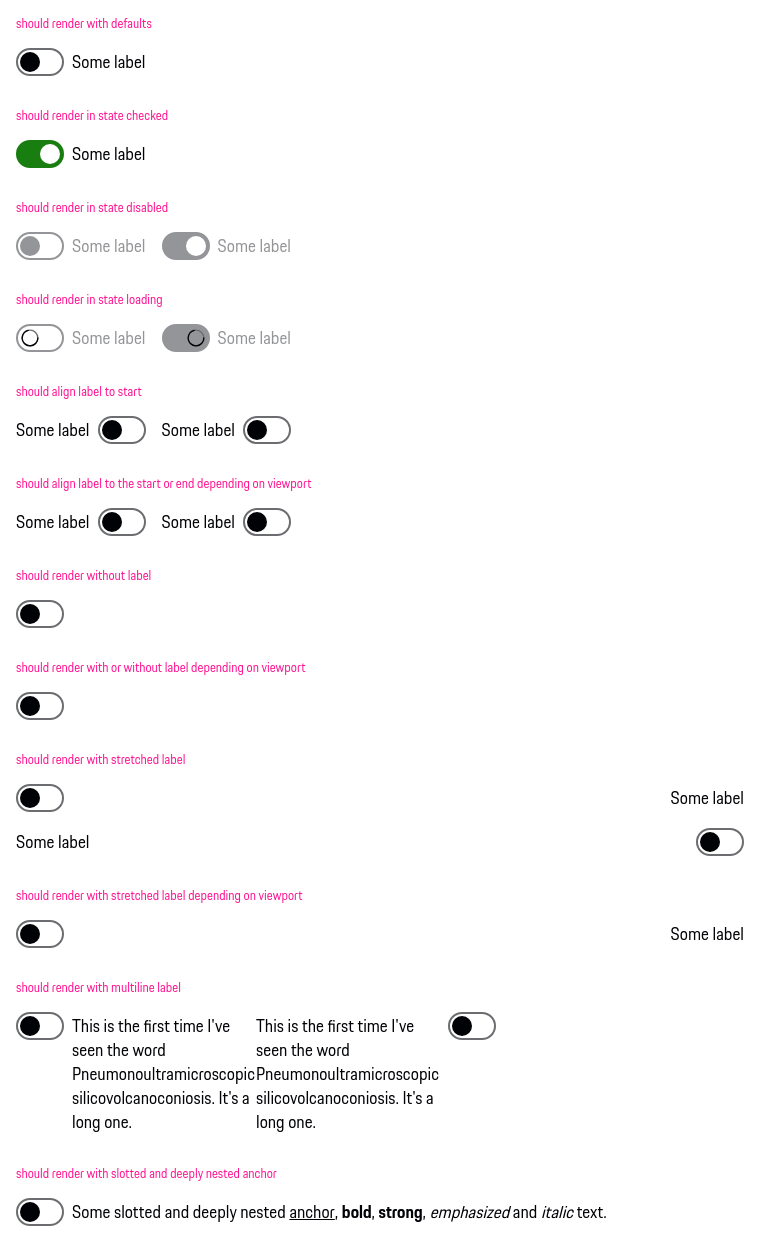 should render with defaults
Some label
should render in state checked
Some label
should render in state disabled
Some label Some label
should render in state loading
Some label Some label
should align label to start
Some label Some label
should align label to the start or end depending on viewport
Some label Some label
should render without label
should render with or without label depending on viewport
should render with stretched label
Some label
Some label
should render with stretched label depending on viewport
Some label
should render with multiline label
This is the first time I've
seen the word
Pneumonoultramicroscopic
silicovolcanoconiosis. It's a
long one.
This is the first time I've
seen the word
Pneumonoultramicroscopic
silicovolcanoconiosis. It's a
long one.
should render with slotted and deeply nested anchor
Some slotted and deeply nested anchor, bold, strong, emphasized and italic text.